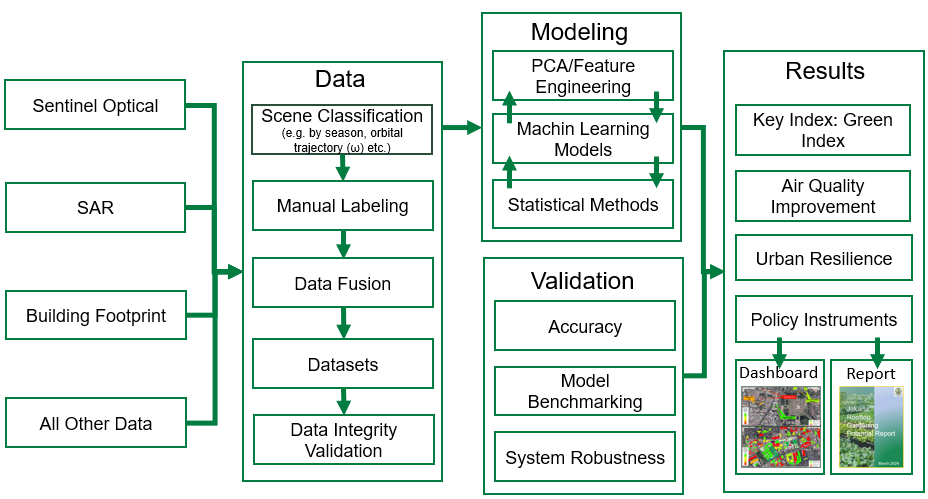 Sentinel Optical
SAR
Building Footprint
All Other Data
Data
Scene Classification
(e.g. by season, orbital
trajectory (ω) etc.)
Manual Labeling
Data Fusion
Datasets
Data Integrity
Validation
Modeling
PCA/Feature
Engineering
Machin Learning
Models
Statistical Methods
Validation
Accuracy
Model
Benchmarking
System Robustness
Results
Key Index: Green
Index
Air Quality
Improvement
Urban Resilience
Policy Instruments
Dashboard
Report
Jakarta
Rooftop
Gardening
Potential Report
March, 2024